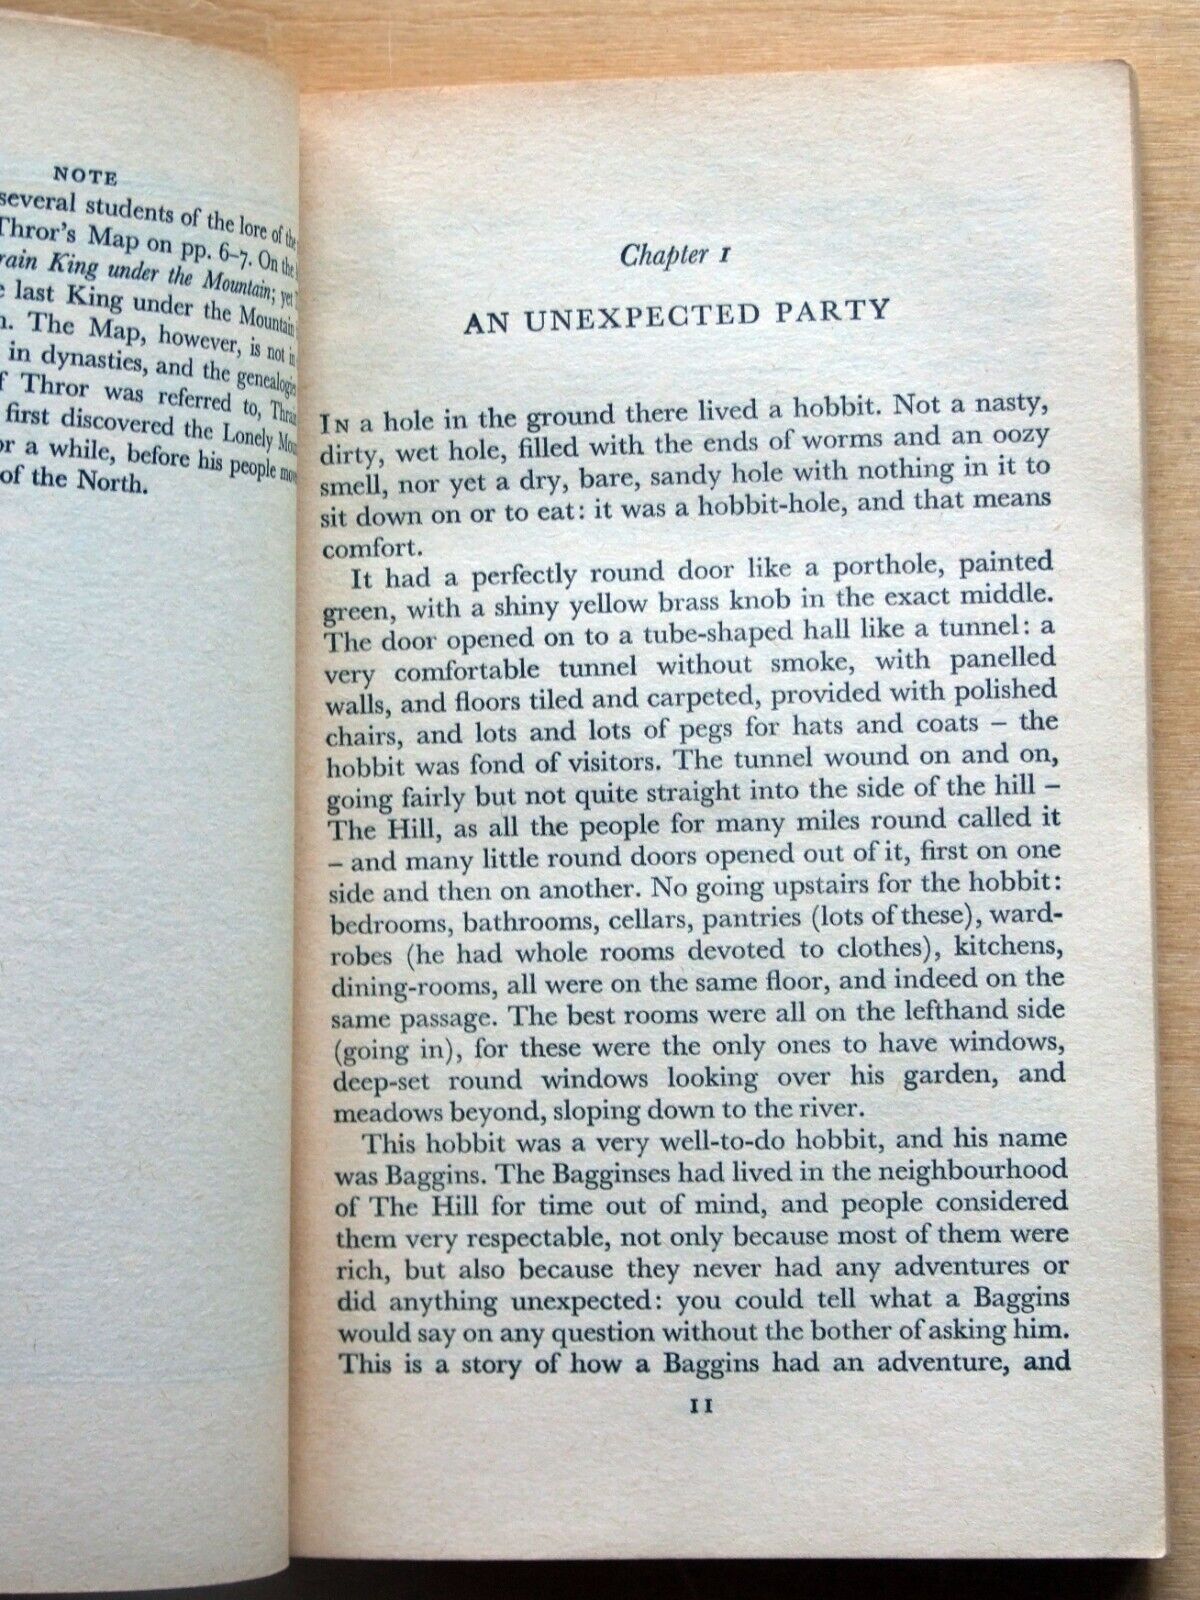 NOTE
several students of the lore of the
Thror's Map on pp. 6–7. On the
King under the Mountain; yet
last King under the Mountain
The Map, however, is not in
in dynasties, and the genealogies
Thror was referred to, Thrain
first discovered the Lonely
for a while, before his people
of the North.
Chapter 1
AN UNEXPECTED PARTY
IN a hole in the ground there lived a hobbit. Not a nasty,
dirty, wet hole, filled with the ends of worms and an oozy
smell, nor yet a dry, bare, sandy hole with nothing in it to
sit down on or to eat: it was a hobbit-hole, and that means
comfort.
It had a perfectly round door like a porthole, painted
green, with a shiny yellow brass knob in the exact middle.
The door opened on to a tube-shaped hall like a tunnel: a
very comfortable tunnel without smoke, with panelled
walls, and floors tiled and carpeted, provided with polished
chairs, and lots and lots of pegs for hats and coats – the
hobbit was fond of visitors. The tunnel wound on and on,
going fairly but not quite straight into the side of the hill –
The Hill, as all the people for many miles round called it
– and many little round doors opened out of it, first on one
side and then on another. No going upstairs for the hobbit:
bedrooms, bathrooms, cellars, pantries (lots of these), ward-
robes (he had whole rooms devoted to clothes), kitchens,
dining-rooms, all were on the same floor, and indeed on the
same passage. The best rooms were all on the lefthand side
(going in), for these were the only ones to have windows,
deep-set round windows looking over his garden, and
meadows beyond, sloping down to the river.
This hobbit was a very well-to-do hobbit, and his name
was Baggins. The Bagginses had lived in the neighbourhood
of The Hill for time out of mind, and people considered
them very respectable, not only because most of them were
rich, but also because they never had any adventures or
did anything unexpected: you could tell what a Baggins
would say on any question without the bother of asking him.
This is a story of how a Baggins had an adventure, and
11